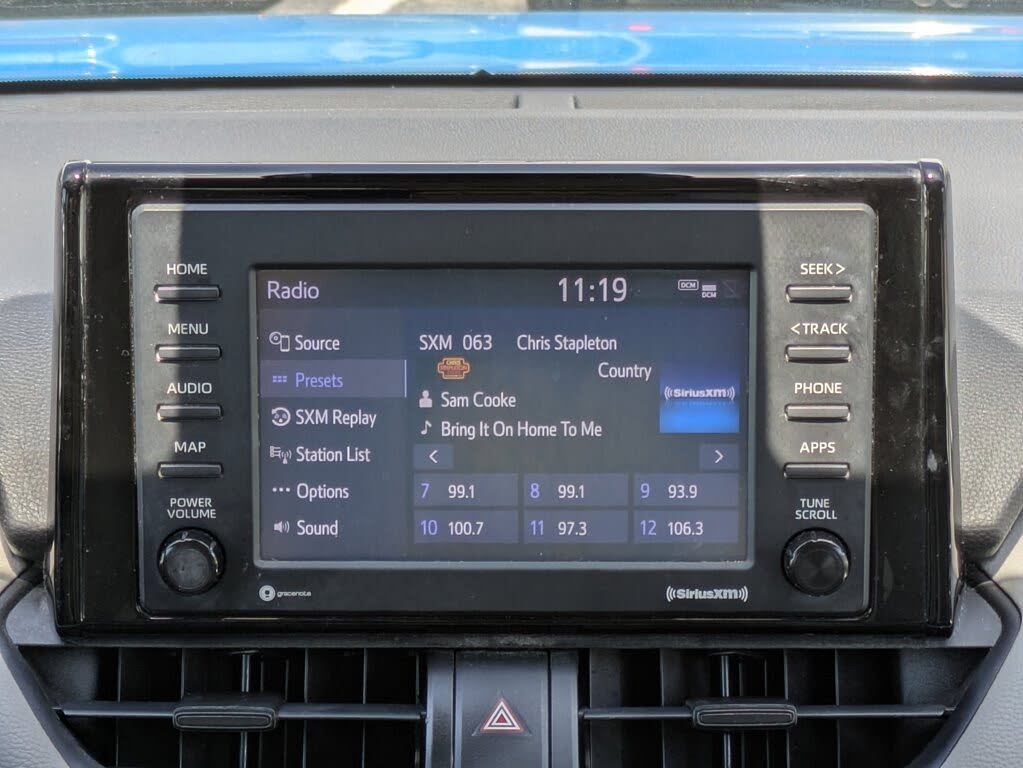 HOME
MENU
AUDIO
MAP
POWER
VOLUME
Radio 11:19 DCM DCM
Source
Presets
SXM Replay
Station List
Options
Sound
SXM 063 Chris Stapleton
CHRIS
STAPLETON
Country
((SiriusXM))
Sam Cooke
Bring It On Home To Me
< >
7 99.1 8 99.1 9 93.9
10 100.7 11 97.3 12 106.3
SEEK>
<TRACK
PHONE
APPS
TUNE
SCROLL
gracenote ((SiriusXM))